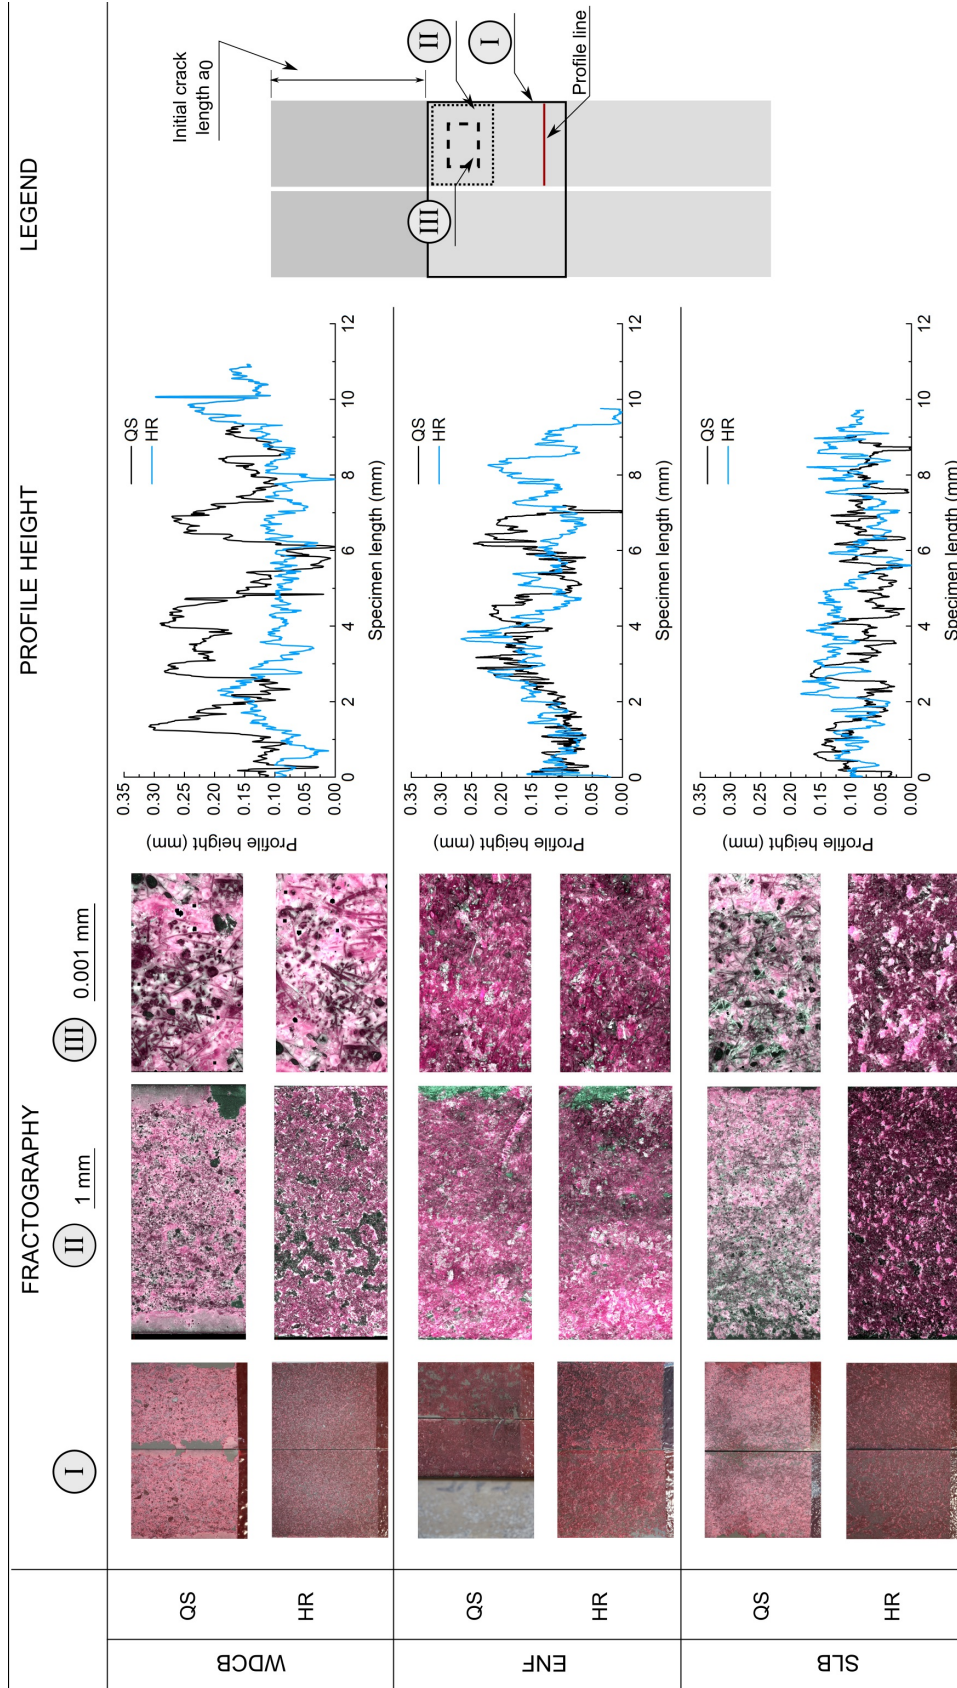 FRACTOGRAPHY
PROFILE HEIGHT
LEGEND
I
II
1 mm
III
0.001 mm
WDCB
QS
HR
Profile height (mm)
0.35
0.30
0.25
0.20
0.15
0.10
0.05
0.00
0
2
4
6
8
10
12
Specimen length (mm)
QS
HR
ENF
QS
HR
Profile height (mm)
0.35
0.30
0.25
0.20
0.15
0.10
0.05
0.00
0
2
4
6
8
10
12
Specimen length (mm)
QS
HR
SLB
QS
HR
Profile height (mm)
0.35
0.30
0.25
0.20
0.15
0.10
0.05
0.00
0
2
4
6
8
10
12
Specimen length (mm)
QS
HR
Initial crack
length a0
II
I
III
Profile line